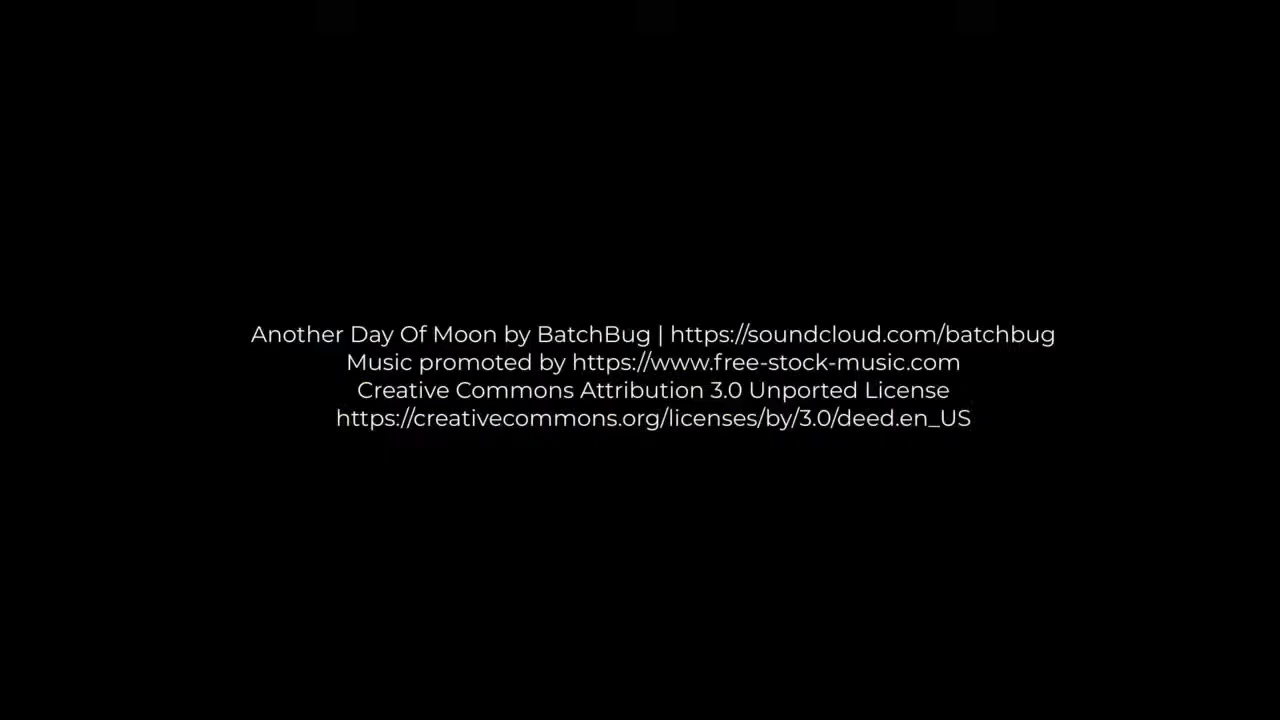 Another Day Of Moon by BatchBug | https://soundcloud.com/batchbug
Music promoted by https://www.free-stock-music.com
Creative Commons Attribution 3.0 Unported License
https://creativecommons.org/licenses/by/3.0/deed.en_US